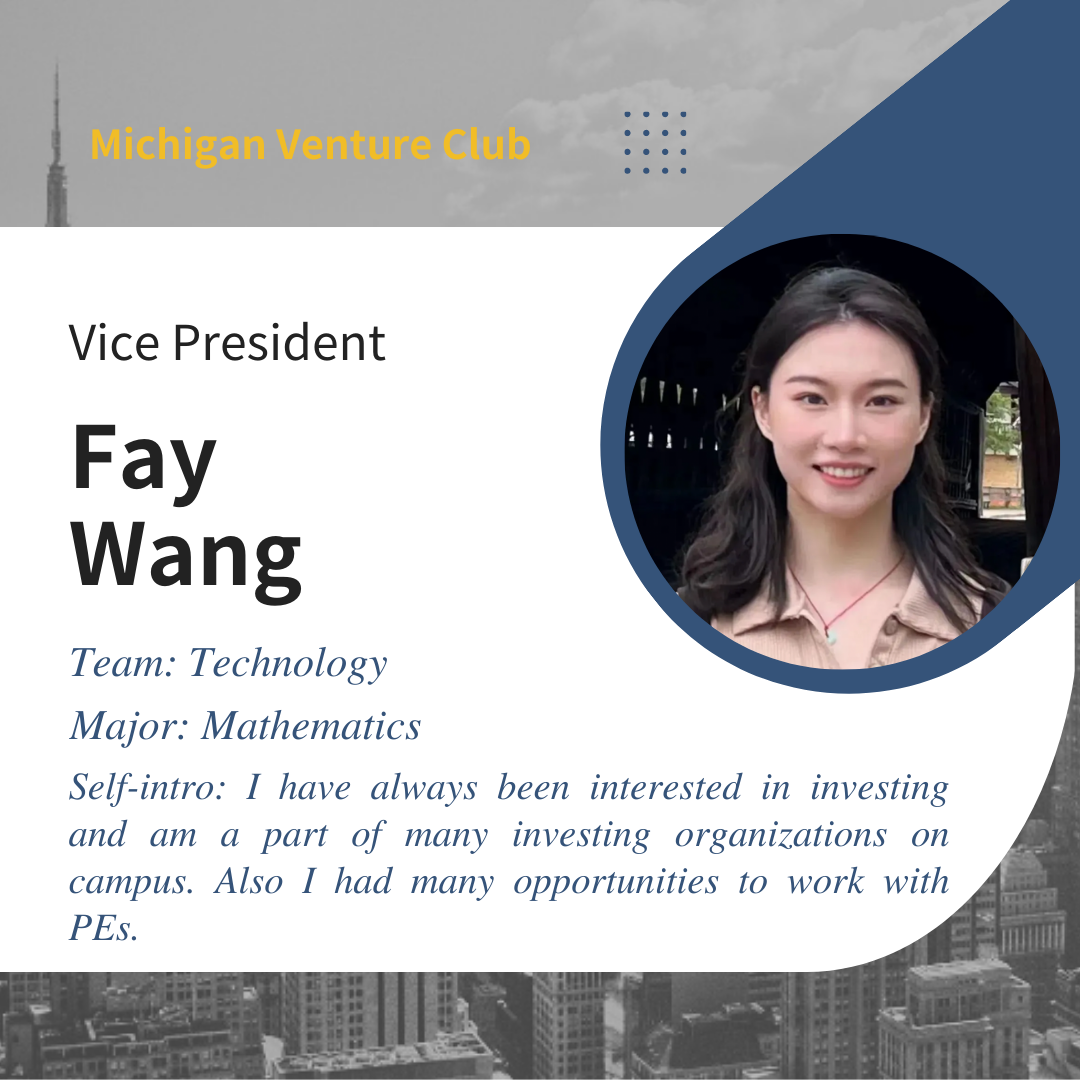 Michigan Venture Club
Vice President
Fay
Wang
Team: Technology
Major: Mathematics
Self-intro: I have always been interested in investing
and am a part of many investing organizations on
campus. Also I had many opportunities to work with
PEs.